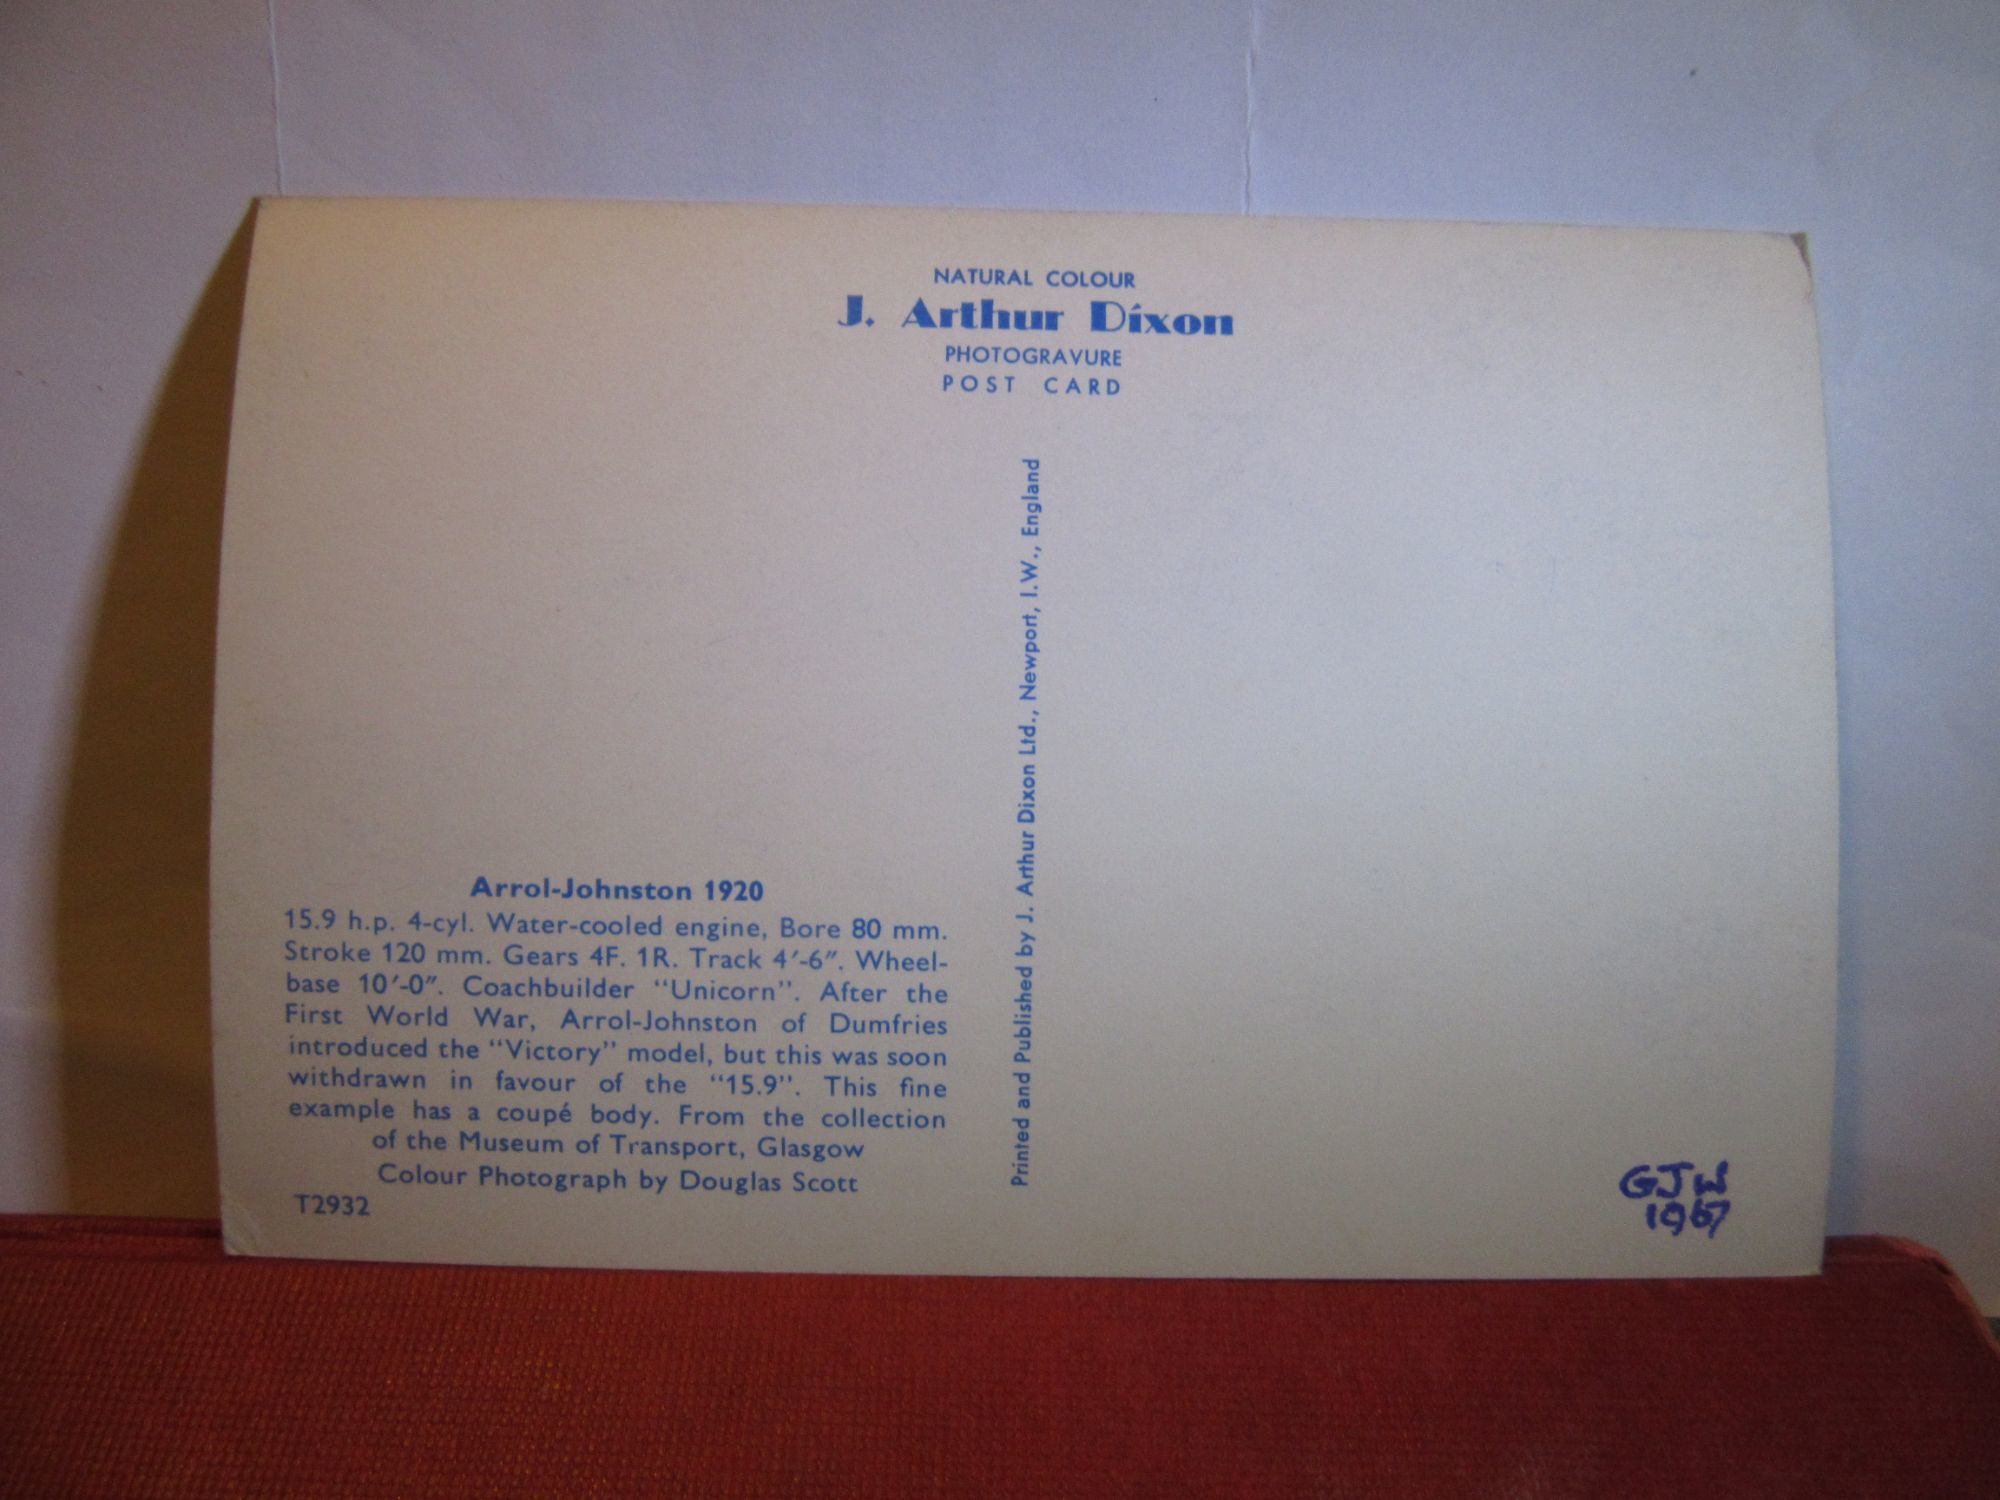 NATURAL COLOUR
J. Arthur Dixon
PHOTOGRAVURE
POST CARD
Printed and Published by J. Arthur Dixon Ltd., Newport, I.W., England
Arrol-Johnston 1920
15.9 h.p. 4-cyl. Water-cooled engine, Bore 80 mm.
Stroke 120 mm. Gears 4F. 1R. Track 4′-6″. Wheel-
base 10′-0″. Coachbuilder “Unicorn”. After the
First World War, Arrol-Johnston of Dumfries
introduced the “Victory” model, but this was soon
withdrawn in favour of the “15.9”. This fine
example has a coupé body. From the collection
of the Museum of Transport, Glasgow
Colour Photograph by Douglas Scott
T2932
GJW
1967